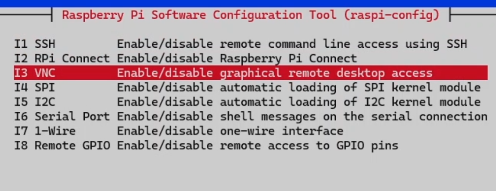 Raspberry Pi Software Configuration Tool (raspi-config)
I1 SSH Enable/disable remote command line access using SSH
I2 RPi Connect Enable/disable Raspberry Pi Connect
I3 VNC Enable/disable graphical remote desktop access
I4 SPI Enable/disable automatic loading of SPI kernel module
I5 I2C Enable/disable automatic loading of I2C kernel module
I6 Serial Port Enable/disable shell messages on the serial connection
I7 1-Wire Enable/disable one-wire interface
I8 Remote GPIO Enable/disable remote access to GPIO pins